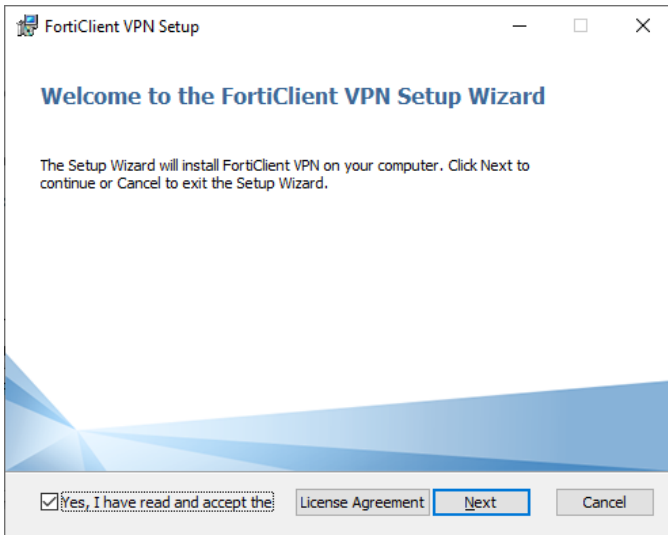 FortiClient VPN Setup
Welcome to the FortiClient VPN Setup Wizard
The Setup Wizard will install FortiClient VPN on your computer. Click Next to
continue or Cancel to exit the Setup Wizard.
Yes, I have read and accept the License Agreement Next Cancel